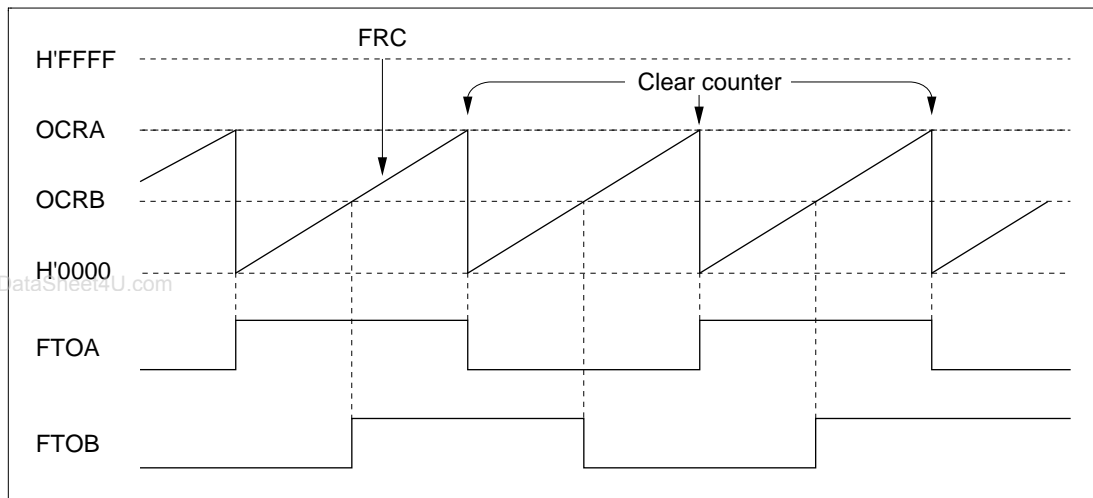 FRC
H'FFFF
Clear counter
OCRA
OCRB
H'0000
DataSheet4U.com
FTOA
FTOB